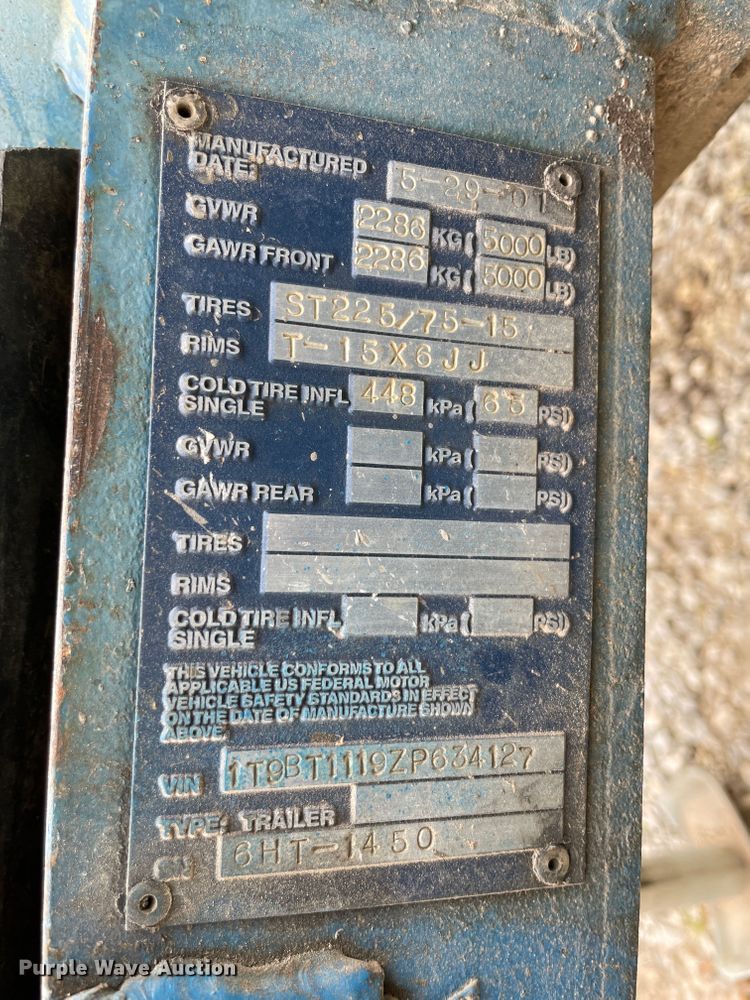 MANUFACTURED
DATE: 5-29-01
GVWR 2286 KG( 5000 LB)
GAWR FRONT 2286 KG( 5000 LB)
TIRES ST225/75-15
RIMS T-15X6JJ
COLD TIRE INFL 448 kPa( 65 PSI)
SINGLE
GVWR kPa( PSI)
GAWR REAR kPa( PSI)
TIRES
RIMS
COLD TIRE INFL kPa( PSI)
SINGLE
THIS VEHICLE CONFORMS TO ALL
APPLICABLE US FEDERAL MOTOR
VEHICLE SAFETY STANDARDS IN EFFECT
ON THE DATE OF MANUFACTURE SHOWN
ABOVE.
VIN 1T9BT1119ZP634127
TYPE: TRAILER
SN 6HT-1450
Purple Wave Auction